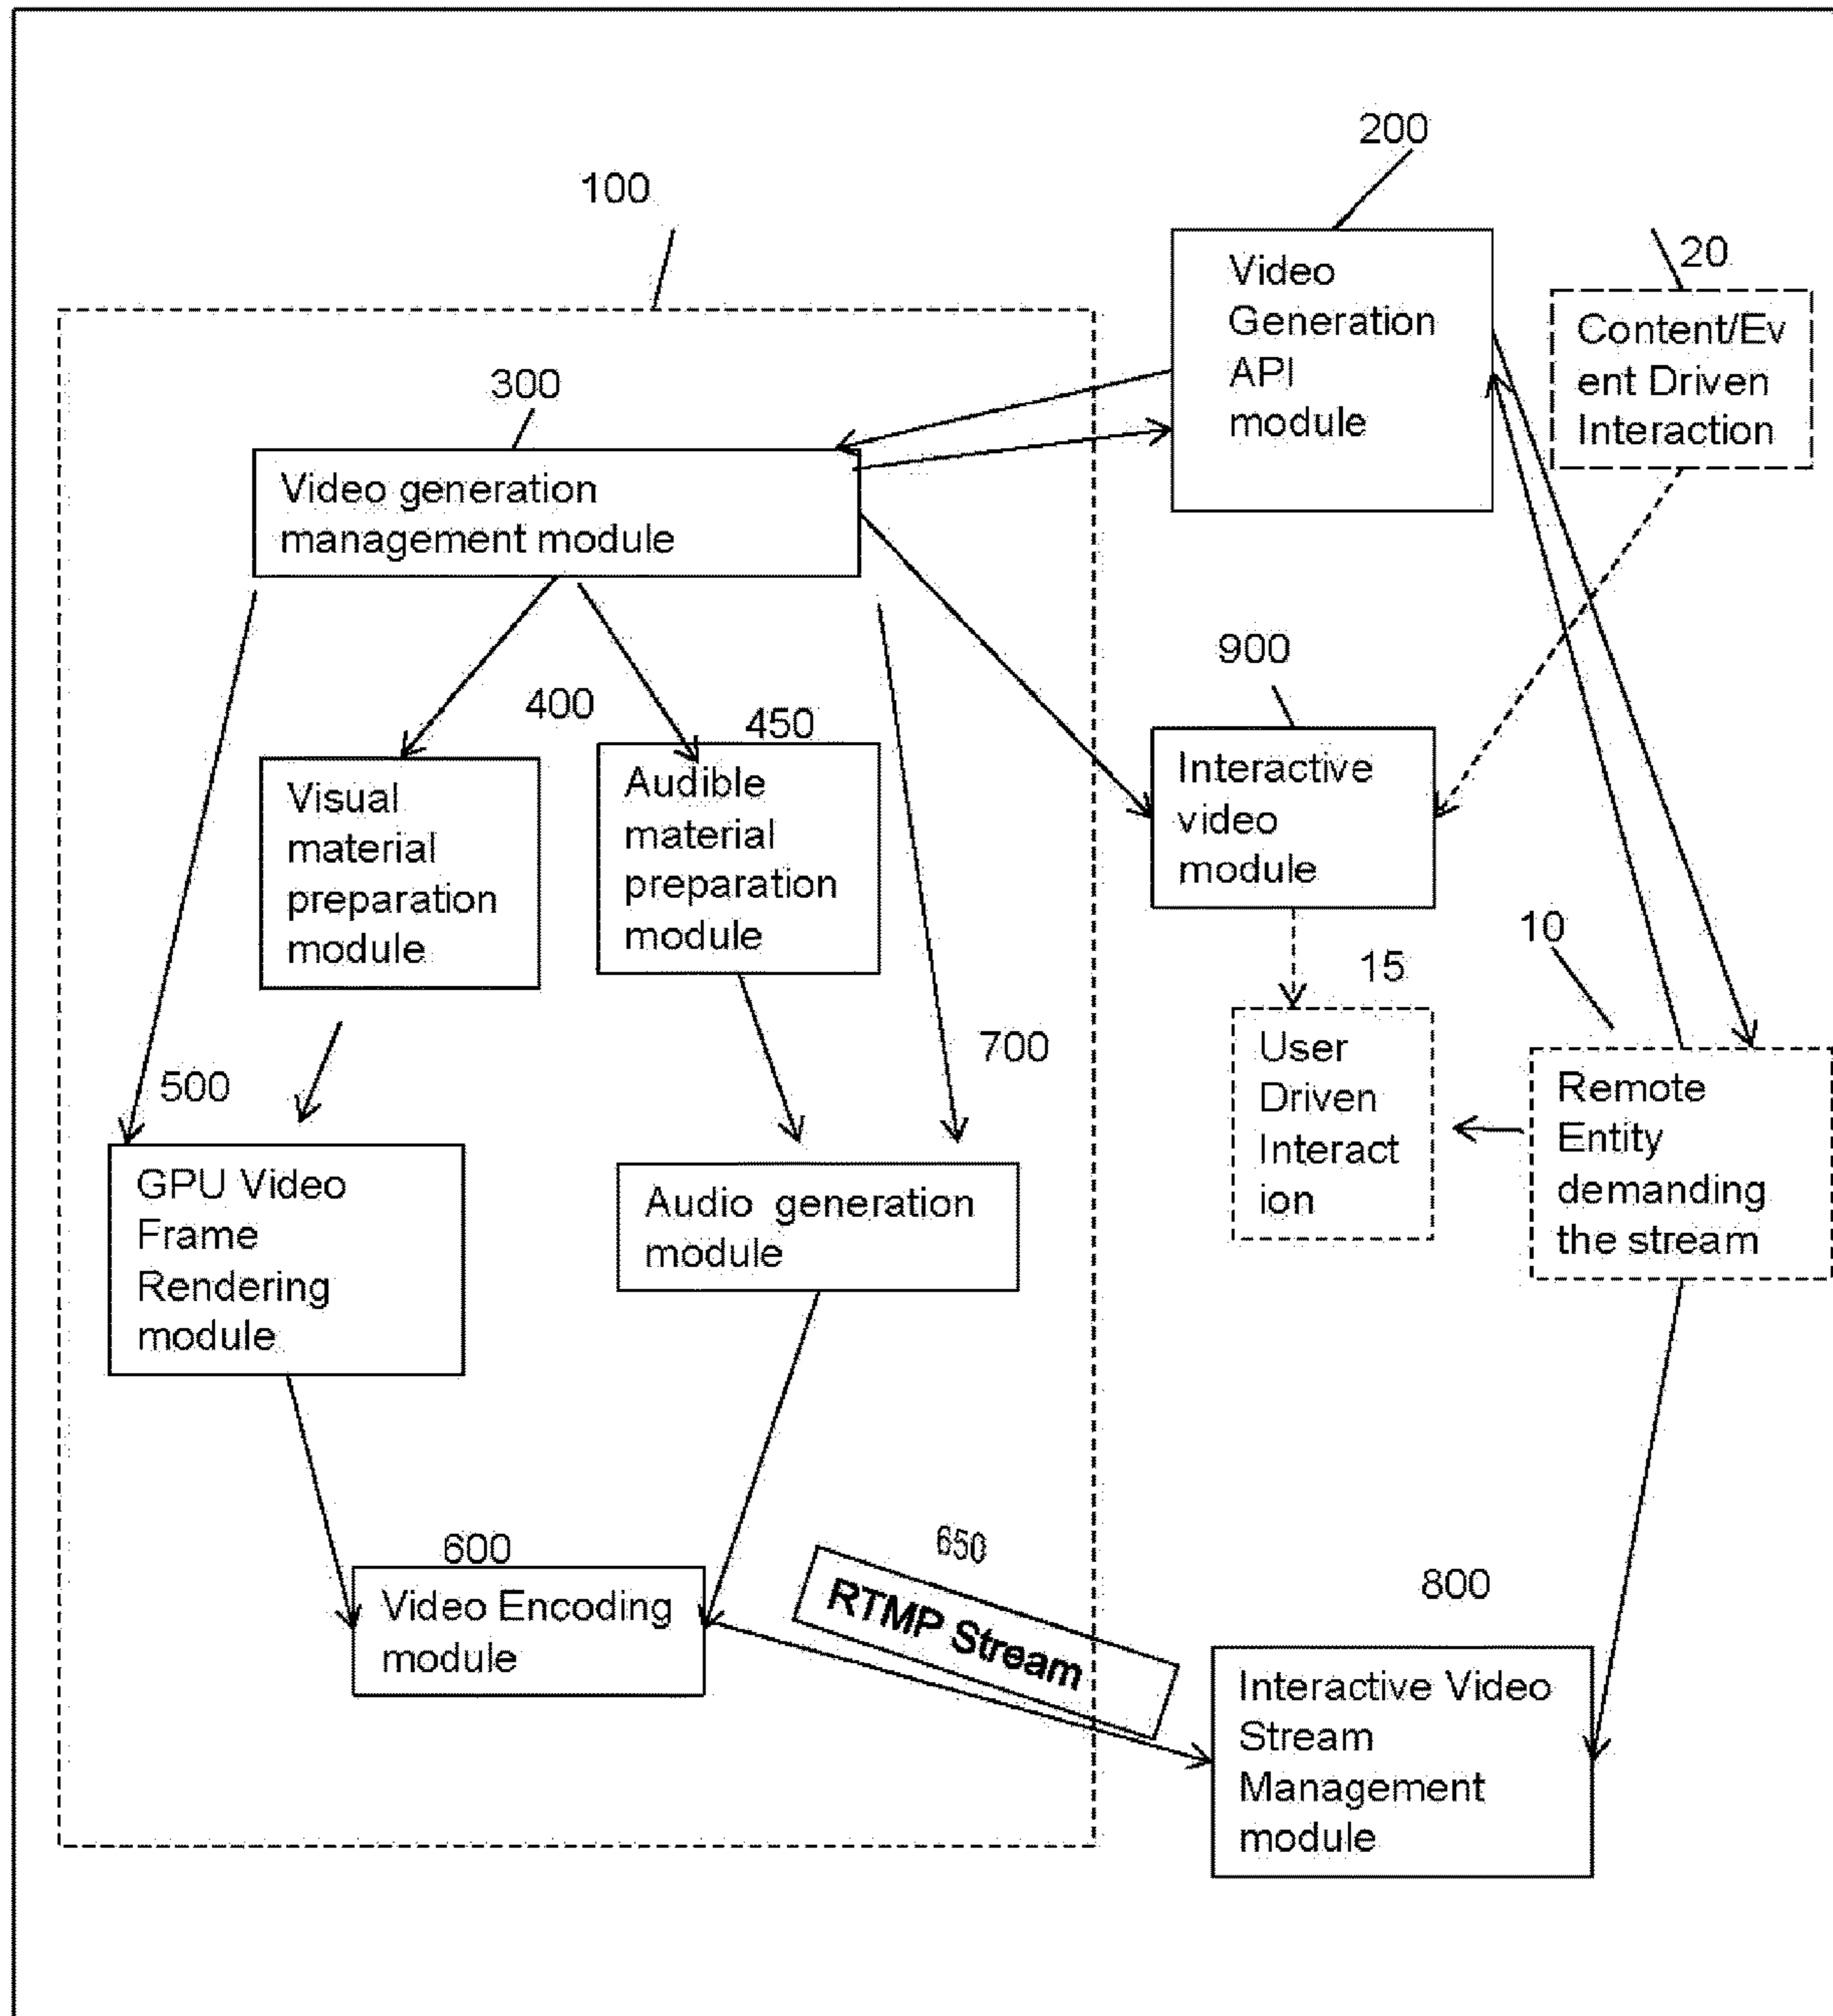 200
100
20
Video
Generation
API
module
Content/Ev
ent Driven
Interaction
300
Video generation
management module
900
400
450
Interactive
video
module
Visual
material
preparation
module
Audible
material
preparation
module
10
15
700
500
User
Driven
Interact
ion
Remote
Entity
demanding
the stream
GPU Video
Frame
Rendering
module
Audio generation
module
650
600
RTMP Stream
800
Video Encoding
module
Interactive Video
Stream
Management
module